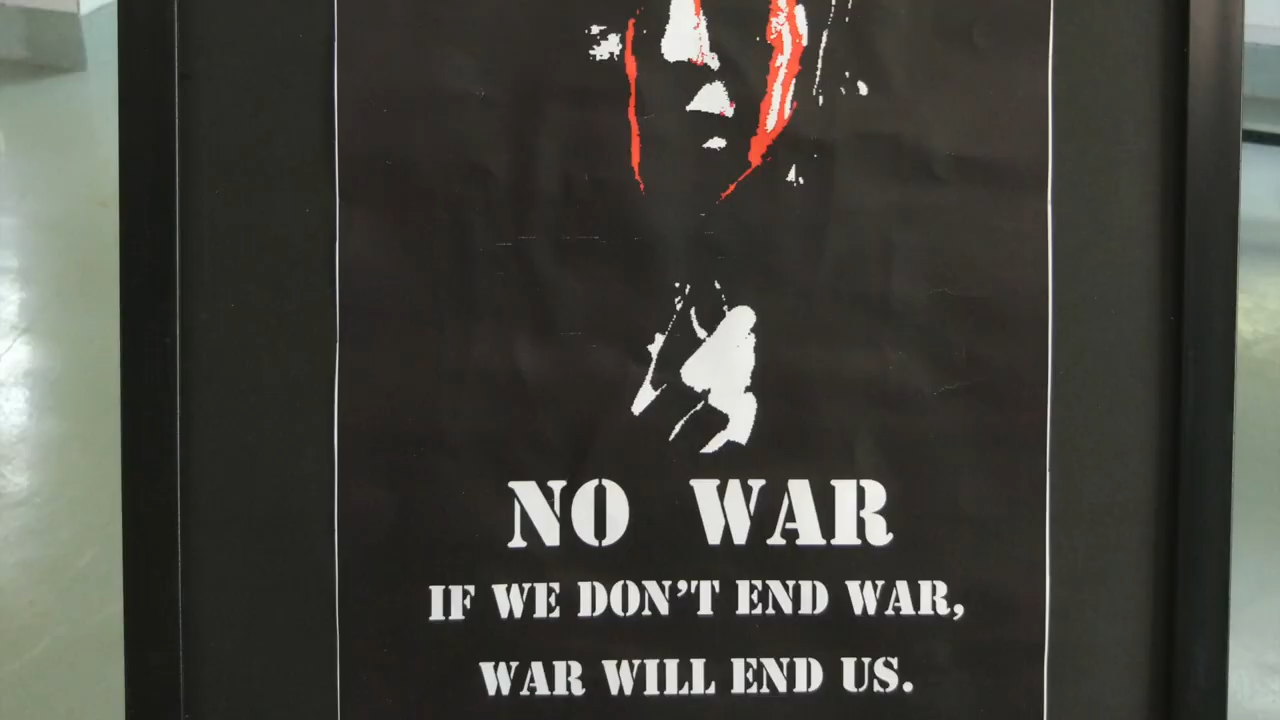 NO WAR
IF WE DON'T END WAR,
WAR WILL END US.